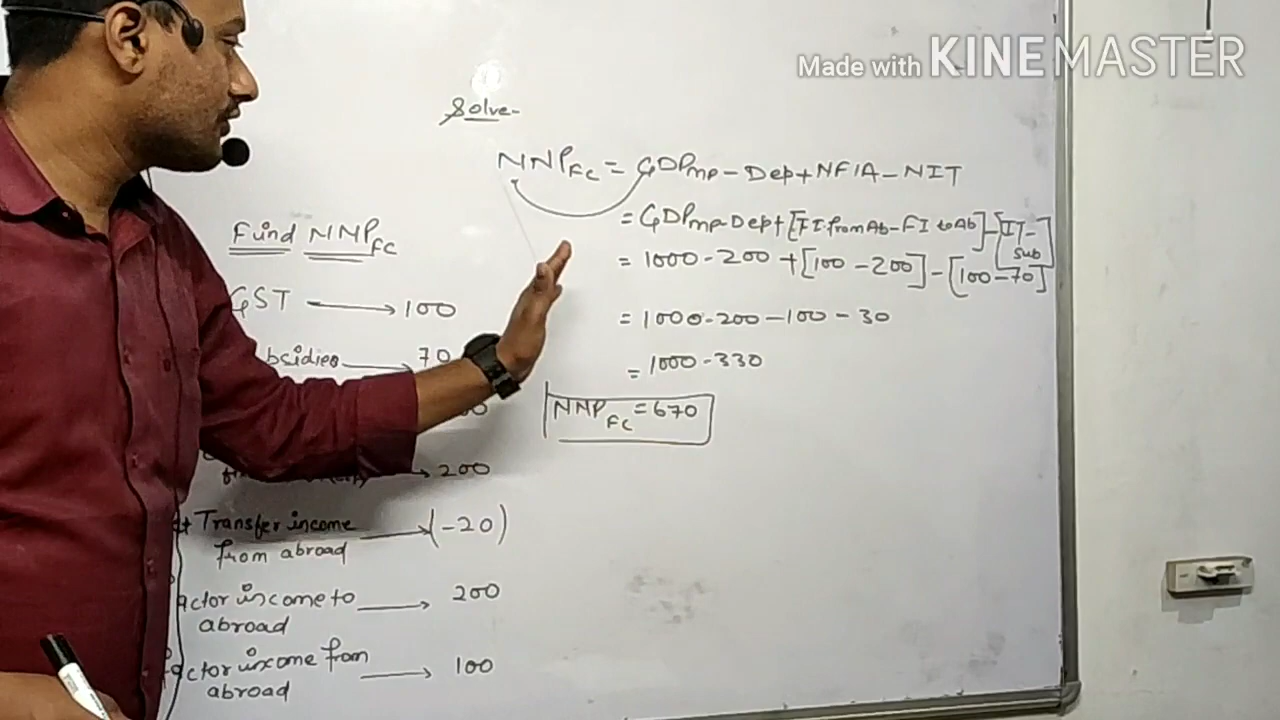 Made with KINEMASTER
Solve-
NNPFC = GDPMP - Dep + NFIA - NIT
= GDPMP - Dep + [FI from Ab - FI to Ab] - [IT - Sub]
= 1000 - 200 + [100 - 200] - [100 - 70]
= 1000 - 200 - 100 - 30
= 1000 - 330
NNPFC = 670
Fund NNPFC
GST → 100
70
200
Transfer income → (-20)
from abroad
actor income to → 200
abroad
actor income from → 100
abroad